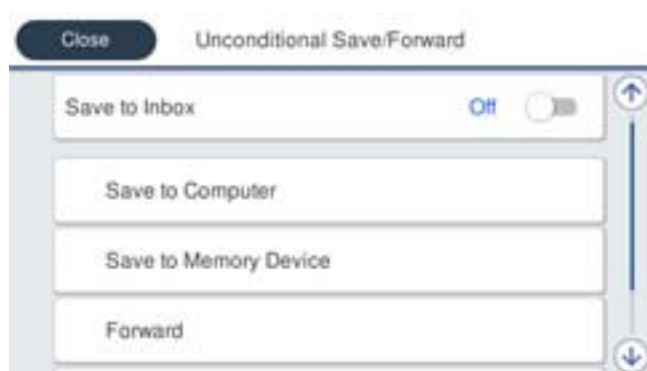 Close Unconditional Save/Forward
Save to Inbox Off
Save to Computer
Save to Memory Device
Forward